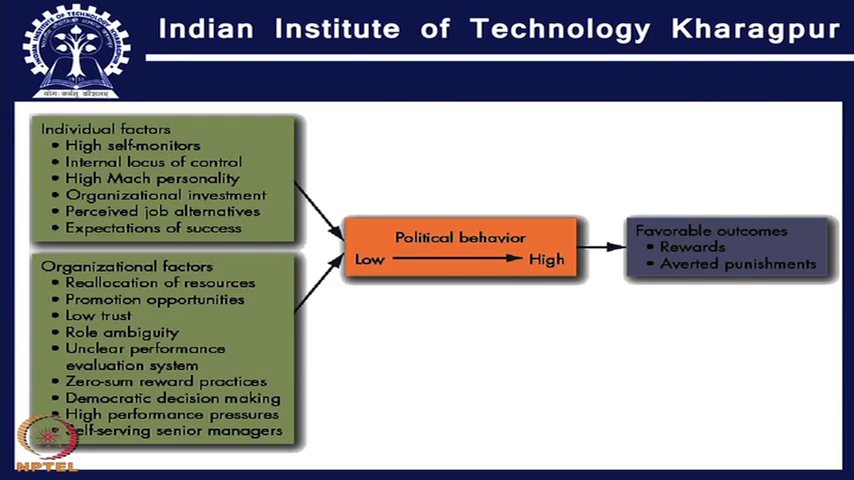 Indian Institute of Technology Kharagpur
Individual factors
• High self-monitors
• Internal locus of control
• High Mach personality
• Organizational investment
• Perceived job alternatives
• Expectations of success
Organizational factors
• Reallocation of resources
• Promotion opportunities
• Low trust
• Role ambiguity
• Unclear performance
evaluation system
• Zero-sum reward practices
• Democratic decision making
• High performance pressures
• Self-serving senior managers
Political behavior
Low High
Favorable outcomes
• Rewards
• Averted punishments
NPTEL